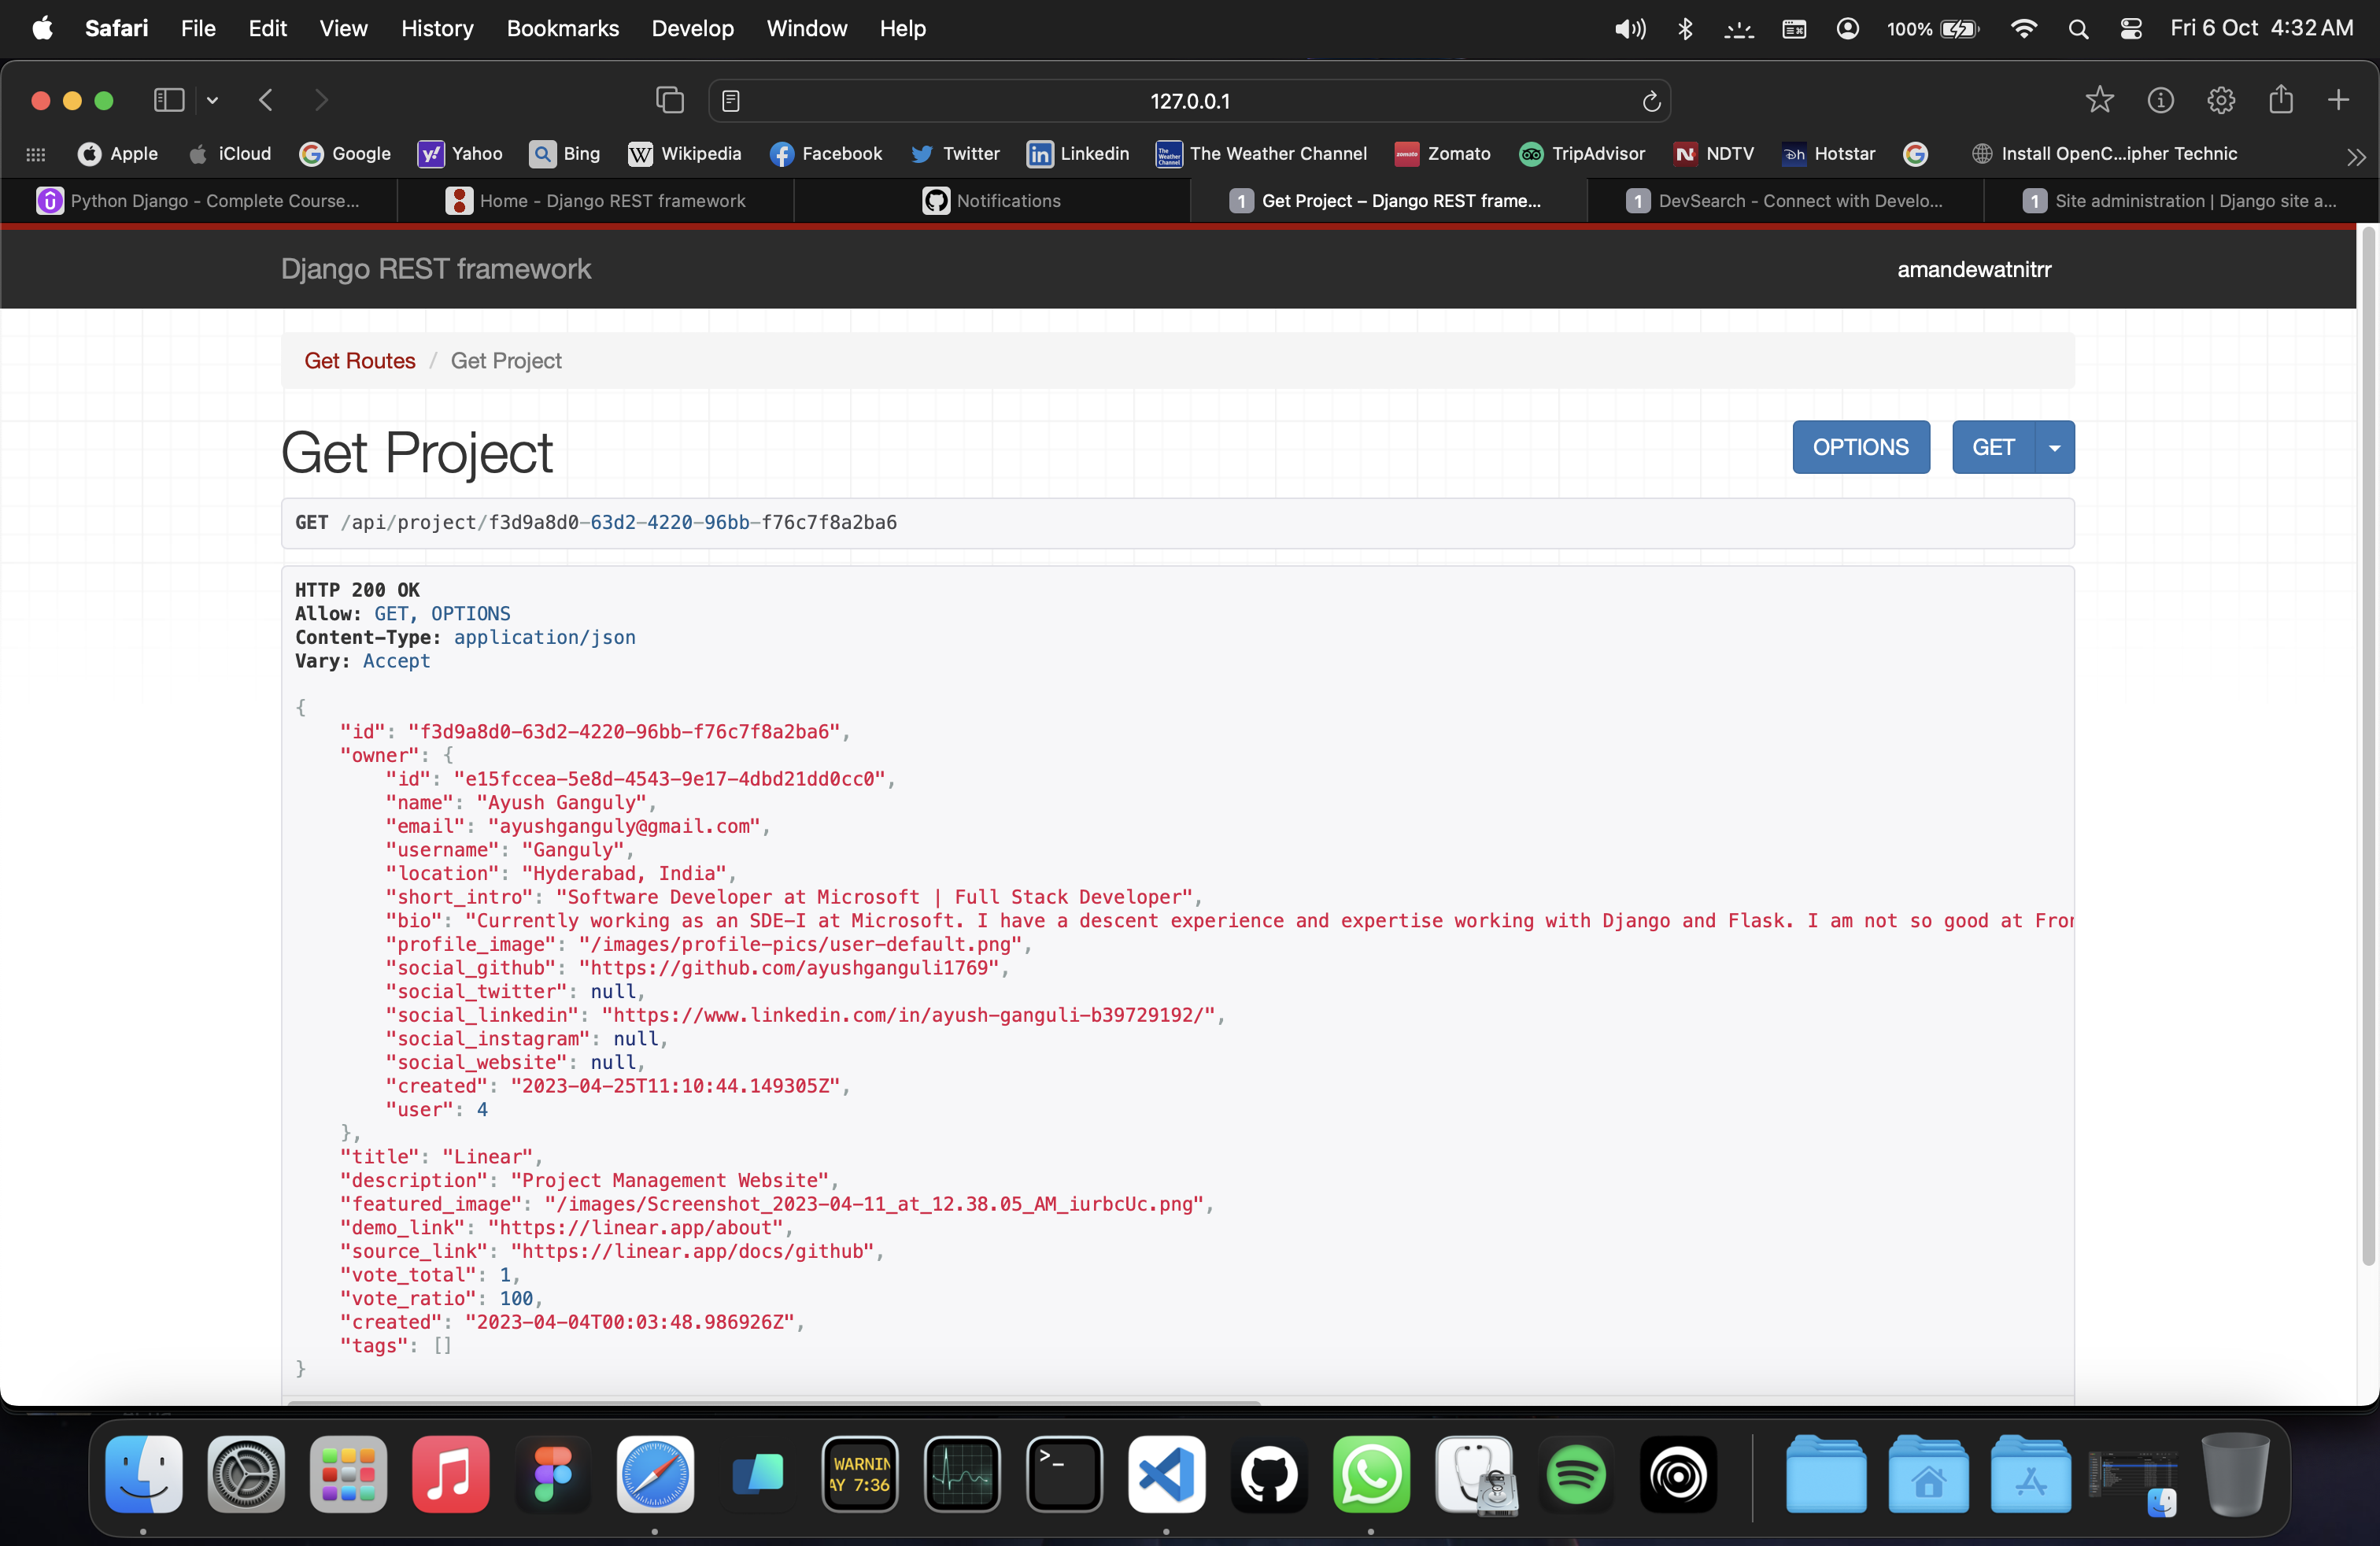 Safari File Edit View History Bookmarks Develop Window Help 100% Fri 6 Oct 4:32 AM
127.0.0.1
Apple iCloud Google Yahoo Bing Wikipedia Facebook Twitter Linkedin The Weather Channel Zomato TripAdvisor NDTV Hotstar Install OpenC...ipher Technic
Python Django - Complete Course... Home - Django REST framework Notifications 1 Get Project – Django REST frame... 1 DevSearch - Connect with Develo... 1 Site administration | Django site a...
Django REST framework amandewatnitrr
Get Routes / Get Project
Get Project OPTIONS GET
GET /api/project/f3d9a8d0-63d2-4220-96bb-f76c7f8a2ba6
HTTP 200 OK
Allow: GET, OPTIONS
Content-Type: application/json
Vary: Accept
{
"id": "f3d9a8d0-63d2-4220-96bb-f76c7f8a2ba6",
"owner": {
"id": "e15fccea-5e8d-4543-9e17-4dbd21dd0cc0",
"name": "Ayush Ganguly",
"email": "ayushganguly@gmail.com",
"username": "Ganguly",
"location": "Hyderabad, India",
"short_intro": "Software Developer at Microsoft | Full Stack Developer",
"bio": "Currently working as an SDE-I at Microsoft. I have a descent experience and expertise working with Django and Flask. I am not so good at Fron
"profile_image": "/images/profile-pics/user-default.png",
"social_github": "https://github.com/ayushganguli1769",
"social_twitter": null,
"social_linkedin": "https://www.linkedin.com/in/ayush-ganguli-b39729192/",
"social_instagram": null,
"social_website": null,
"created": "2023-04-25T11:10:44.149305Z",
"user": 4
},
"title": "Linear",
"description": "Project Management Website",
"featured_image": "/images/Screenshot_2023-04-11_at_12.38.05_AM_iurbcUc.png",
"demo_link": "https://linear.app/about",
"source_link": "https://linear.app/docs/github",
"vote_total": 1,
"vote_ratio": 100,
"created": "2023-04-04T00:03:48.986926Z",
"tags": []
}
WARNIN
AY 7:36